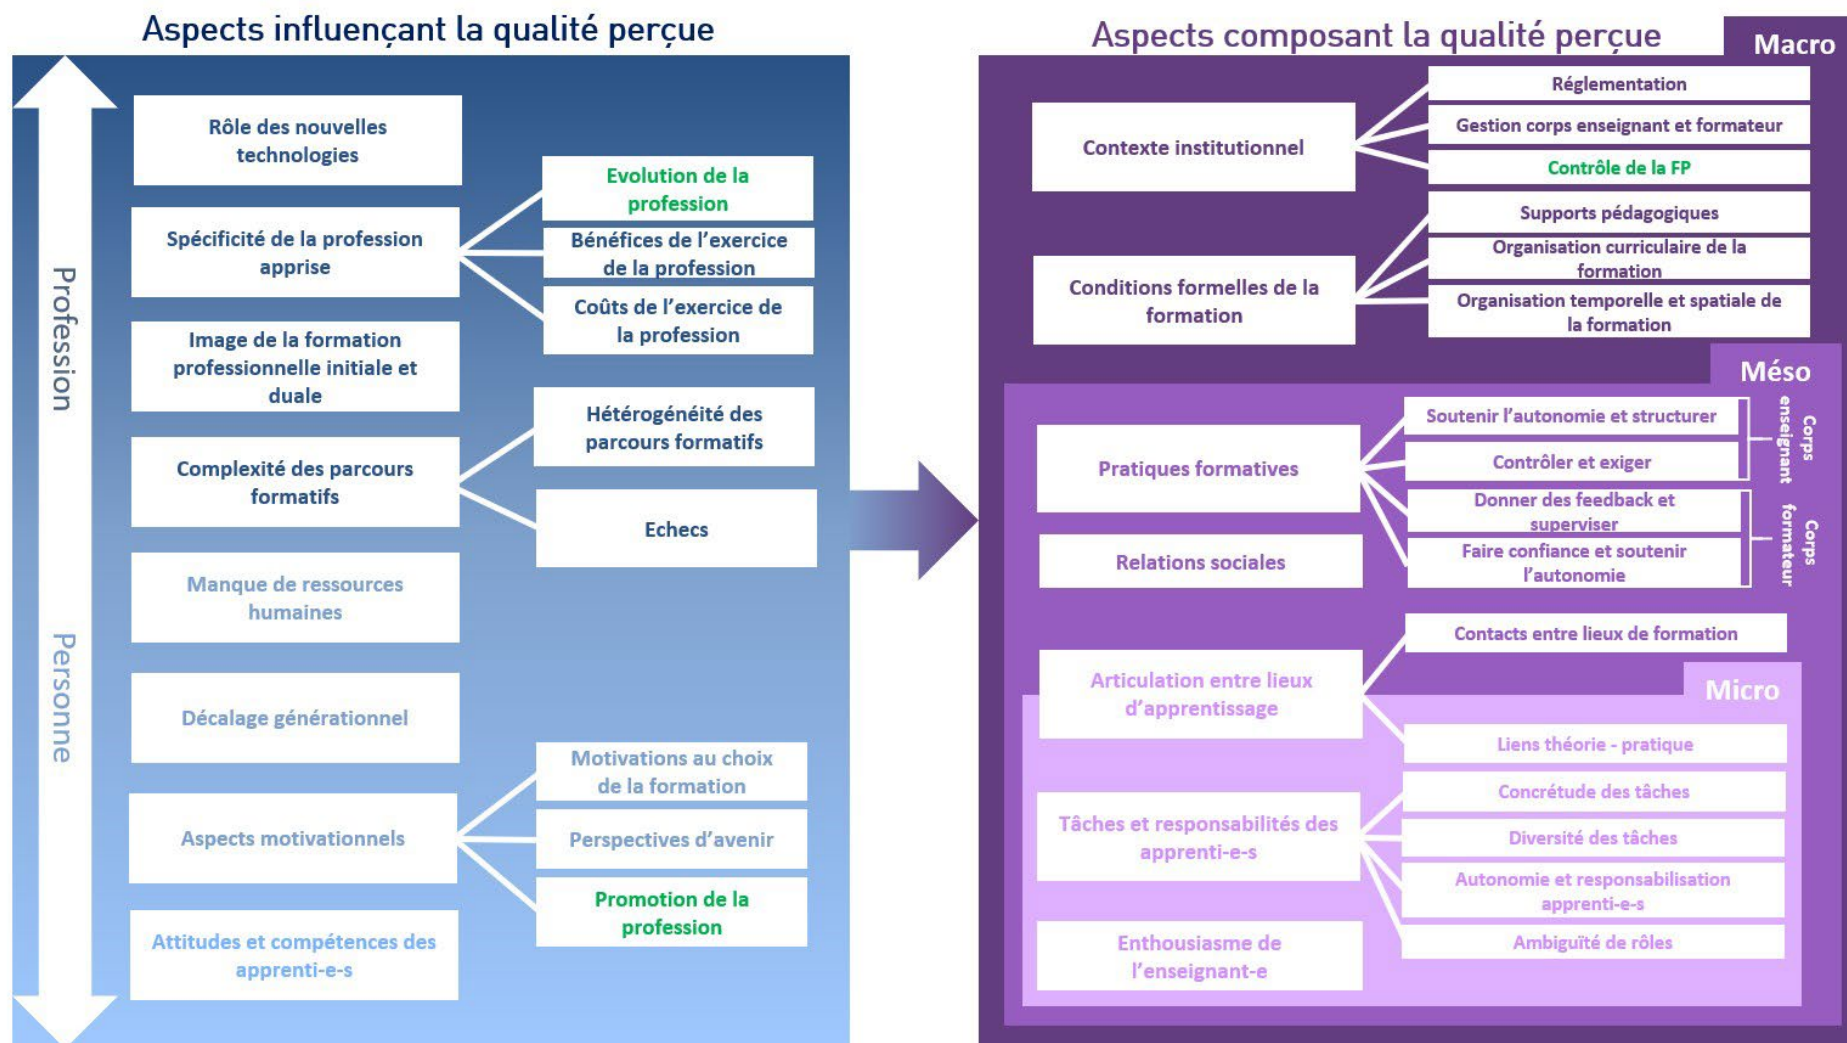 Aspects influençant la qualité perçue
Profession
Personne
Rôle des nouvelles
technologies
Spécificité de la profession
apprise
Evolution de la
profession
Bénéfices de l'exercice
de la profession
Coûts de l'exercice de
la profession
Image de la formation
professionnelle initiale et
duale
Complexité des parcours
formatifs
Hétérogénéité des
parcours formatifs
Echecs
Manque de ressources
humaines
Décalage générationnel
Aspects motivationnels
Motivations au choix
de la formation
Perspectives d'avenir
Promotion de la
profession
Attitudes et compétences des
apprenti-e-s
Aspects composant la qualité perçue
Macro
Contexte institutionnel
Réglementation
Gestion corps enseignant et formateur
Contrôle de la FP
Conditions formelles de la
formation
Supports pédagogiques
Organisation curriculaire de la
formation
Organisation temporelle et spatiale de
la formation
Méso
Pratiques formatives
Soutenir l'autonomie et structurer
Contrôler et exiger
Corps
enseignant
Donner des feedback et
superviser
Faire confiance et soutenir
l'autonomie
Corps
formateur
Relations sociales
Articulation entre lieux
d'apprentissage
Contacts entre lieux de formation
Micro
Liens théorie - pratique
Tâches et responsabilités des
apprenti-e-s
Concrétude des tâches
Diversité des tâches
Autonomie et responsabilisation
apprenti-e-s
Ambiguïté de rôles
Enthousiasme de
l'enseignant-e